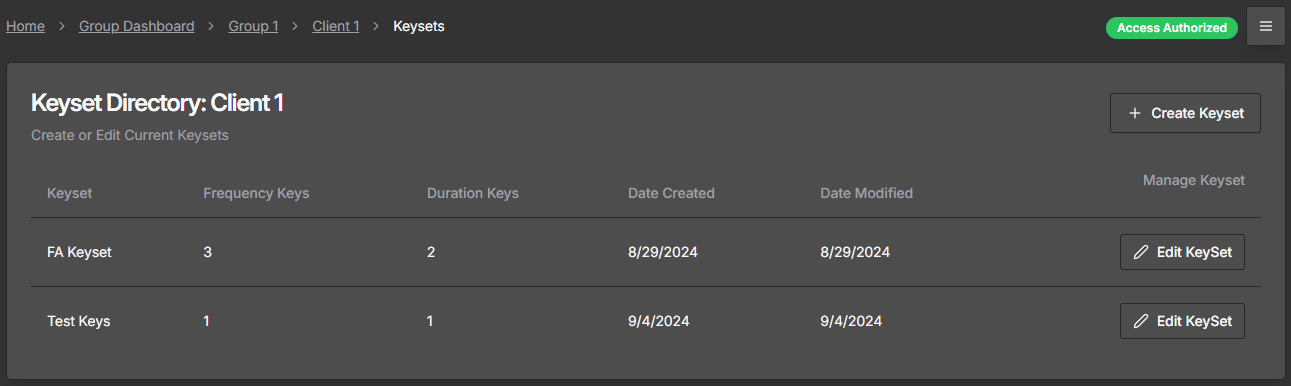 Home > Group Dashboard > Group 1 > Client 1 > Keysets
Access Authorized
Keyset Directory: Client 1
Create or Edit Current Keysets
+ Create Keyset
Keyset Frequency Keys Duration Keys Date Created Date Modified Manage Keyset
FA Keyset 3 2 8/29/2024 8/29/2024 Edit KeySet
Test Keys 1 1 9/4/2024 9/4/2024 Edit KeySet